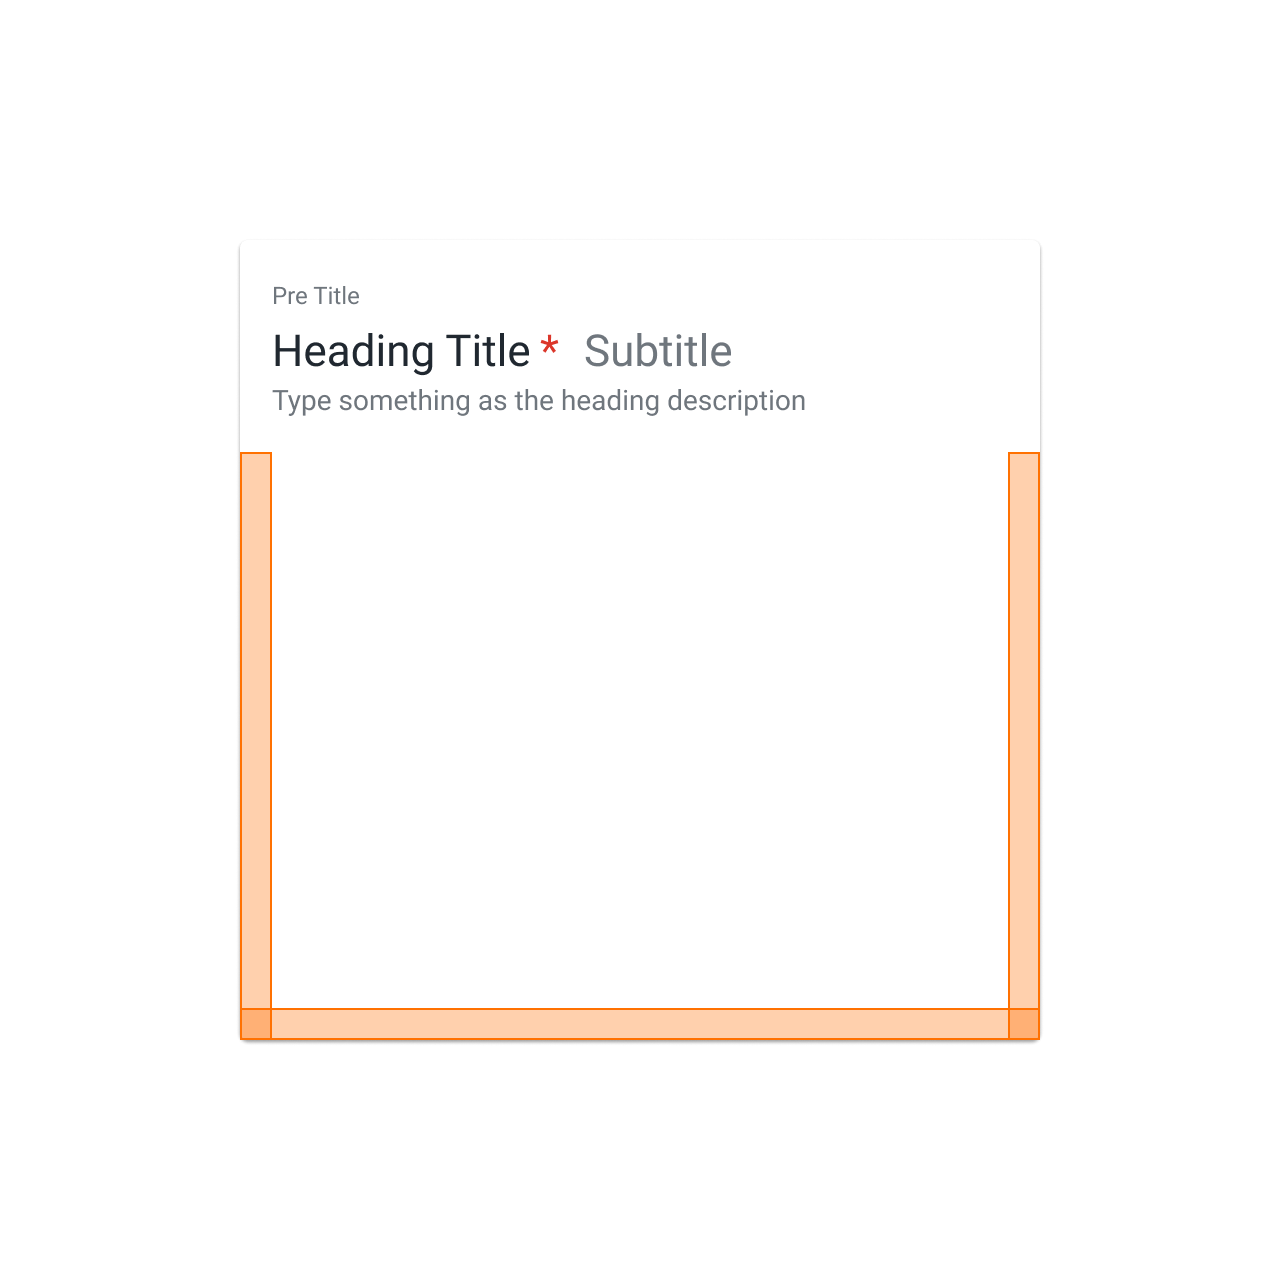 Pre Title
Heading Title * Subtitle
Type something as the heading description